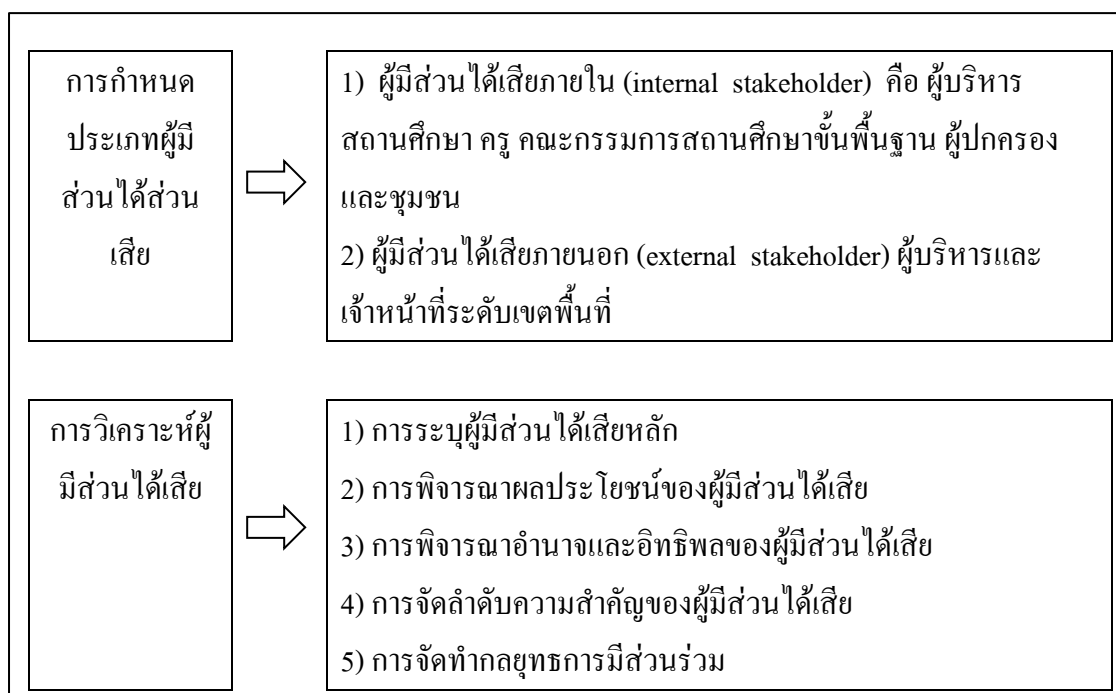 การกำหนด
ประเภทผู้มี
ส่วนได้ส่วน
เสีย
1) ผู้มีส่วนได้เสียภายใน (internal stakeholder) คือ ผู้บริหาร
สถานศึกษา ครู คณะกรรมการสถานศึกษาขั้นพื้นฐาน ผู้ปกครอง
และชุมชน
2) ผู้มีส่วนได้เสียภายนอก (external stakeholder) ผู้บริหารและ
เจ้าหน้าที่ระดับเขตพื้นที่
การวิเคราะห์ผู้
มีส่วนได้เสีย
1) การระบุผู้มีส่วนได้เสียหลัก
2) การพิจารณาผลประโยชน์ของผู้มีส่วนได้เสีย
3) การพิจารณาอำนาจและอิทธิพลของผู้มีส่วนได้เสีย
4) การจัดลำดับความสำคัญของผู้มีส่วนได้เสีย
5) การจัดทำกลยุทธการมีส่วนร่วม